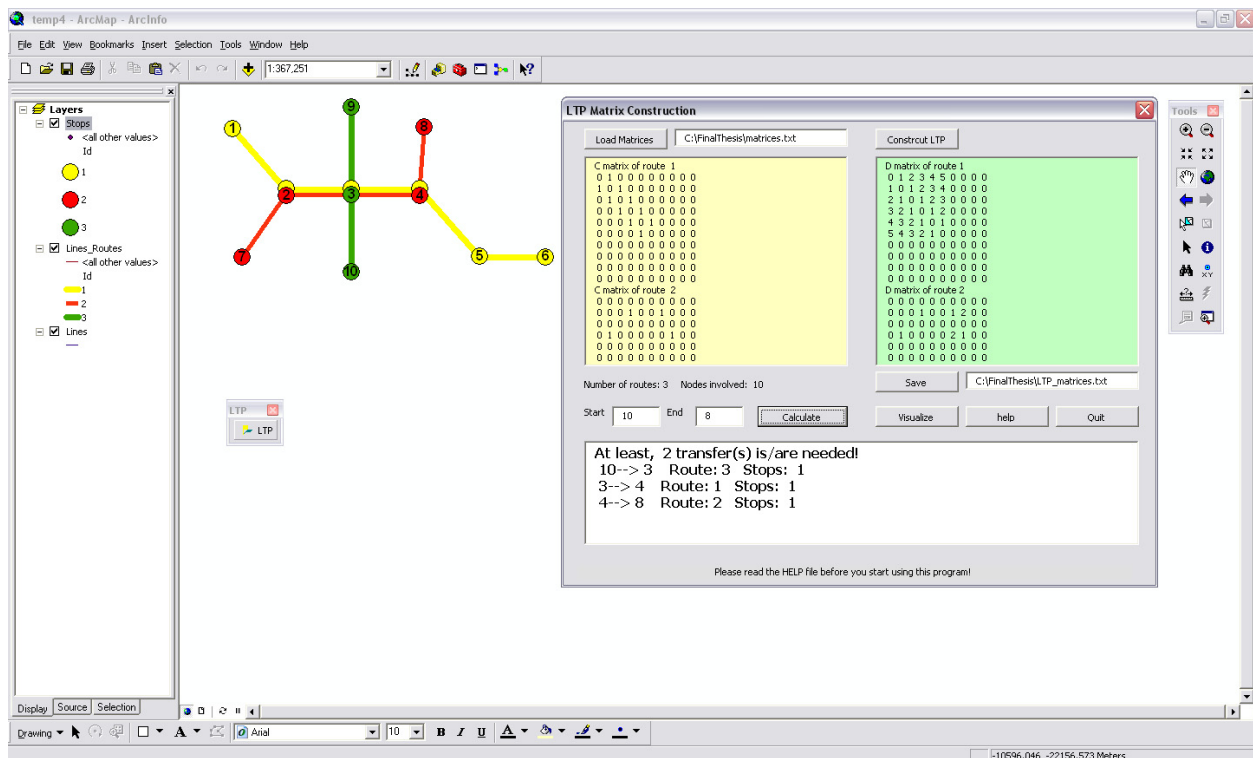 temp4 - ArcMap - ArcInfo
File Edit View Bookmarks Insert Selection Tools Window Help
1:367,251
Layers
Stops
<all other values>
Id
1
2
3
Lines_Routes
<all other values>
Id
1
2
3
Lines
Display Source Selection
1
9
8
2
3
4
7
10
5
6
LTP
LTP
LTP Matrix Construction
Load Matrices C:\FinalThesis\matrices.txt Constrcut LTP
C matrix of route 1
0 1 0 0 0 0 0 0 0 0
1 0 1 0 0 0 0 0 0 0
0 1 0 1 0 0 0 0 0 0
0 0 1 0 1 0 0 0 0 0
0 0 0 1 0 1 0 0 0 0
0 0 0 0 1 0 0 0 0 0
0 0 0 0 0 0 0 0 0 0
0 0 0 0 0 0 0 0 0 0
0 0 0 0 0 0 0 0 0 0
0 0 0 0 0 0 0 0 0 0
C matrix of route 2
0 0 0 0 0 0 0 0 0 0
0 0 0 1 0 0 1 0 0 0
0 0 0 0 0 0 0 0 0 0
0 1 0 0 0 0 0 1 0 0
0 0 0 0 0 0 0 0 0 0
0 0 0 0 0 0 0 0 0 0
D matrix of route 1
0 1 2 3 4 5 0 0 0 0
1 0 1 2 3 4 0 0 0 0
2 1 0 1 2 3 0 0 0 0
3 2 1 0 1 2 0 0 0 0
4 3 2 1 0 1 0 0 0 0
5 4 3 2 1 0 0 0 0 0
0 0 0 0 0 0 0 0 0 0
0 0 0 0 0 0 0 0 0 0
0 0 0 0 0 0 0 0 0 0
0 0 0 0 0 0 0 0 0 0
D matrix of route 2
0 0 0 0 0 0 0 0 0 0
0 0 0 1 0 0 1 2 0 0
0 0 0 0 0 0 0 0 0 0
0 1 0 0 0 0 2 1 0 0
0 0 0 0 0 0 0 0 0 0
0 0 0 0 0 0 0 0 0 0
Number of routes: 3 Nodes involved: 10
Save C:\FinalThesis\LTP_matrices.txt
Start 10 End 8 Calculate Visualize help Quit
At least, 2 transfer(s) is/are needed!
10--> 3 Route: 3 Stops: 1
3--> 4 Route: 1 Stops: 1
4--> 8 Route: 2 Stops: 1
Please read the HELP file before you start using this program!
Tools
XY
Drawing A Arial 10 B I U A
-10596.046 -22156.573 Meters